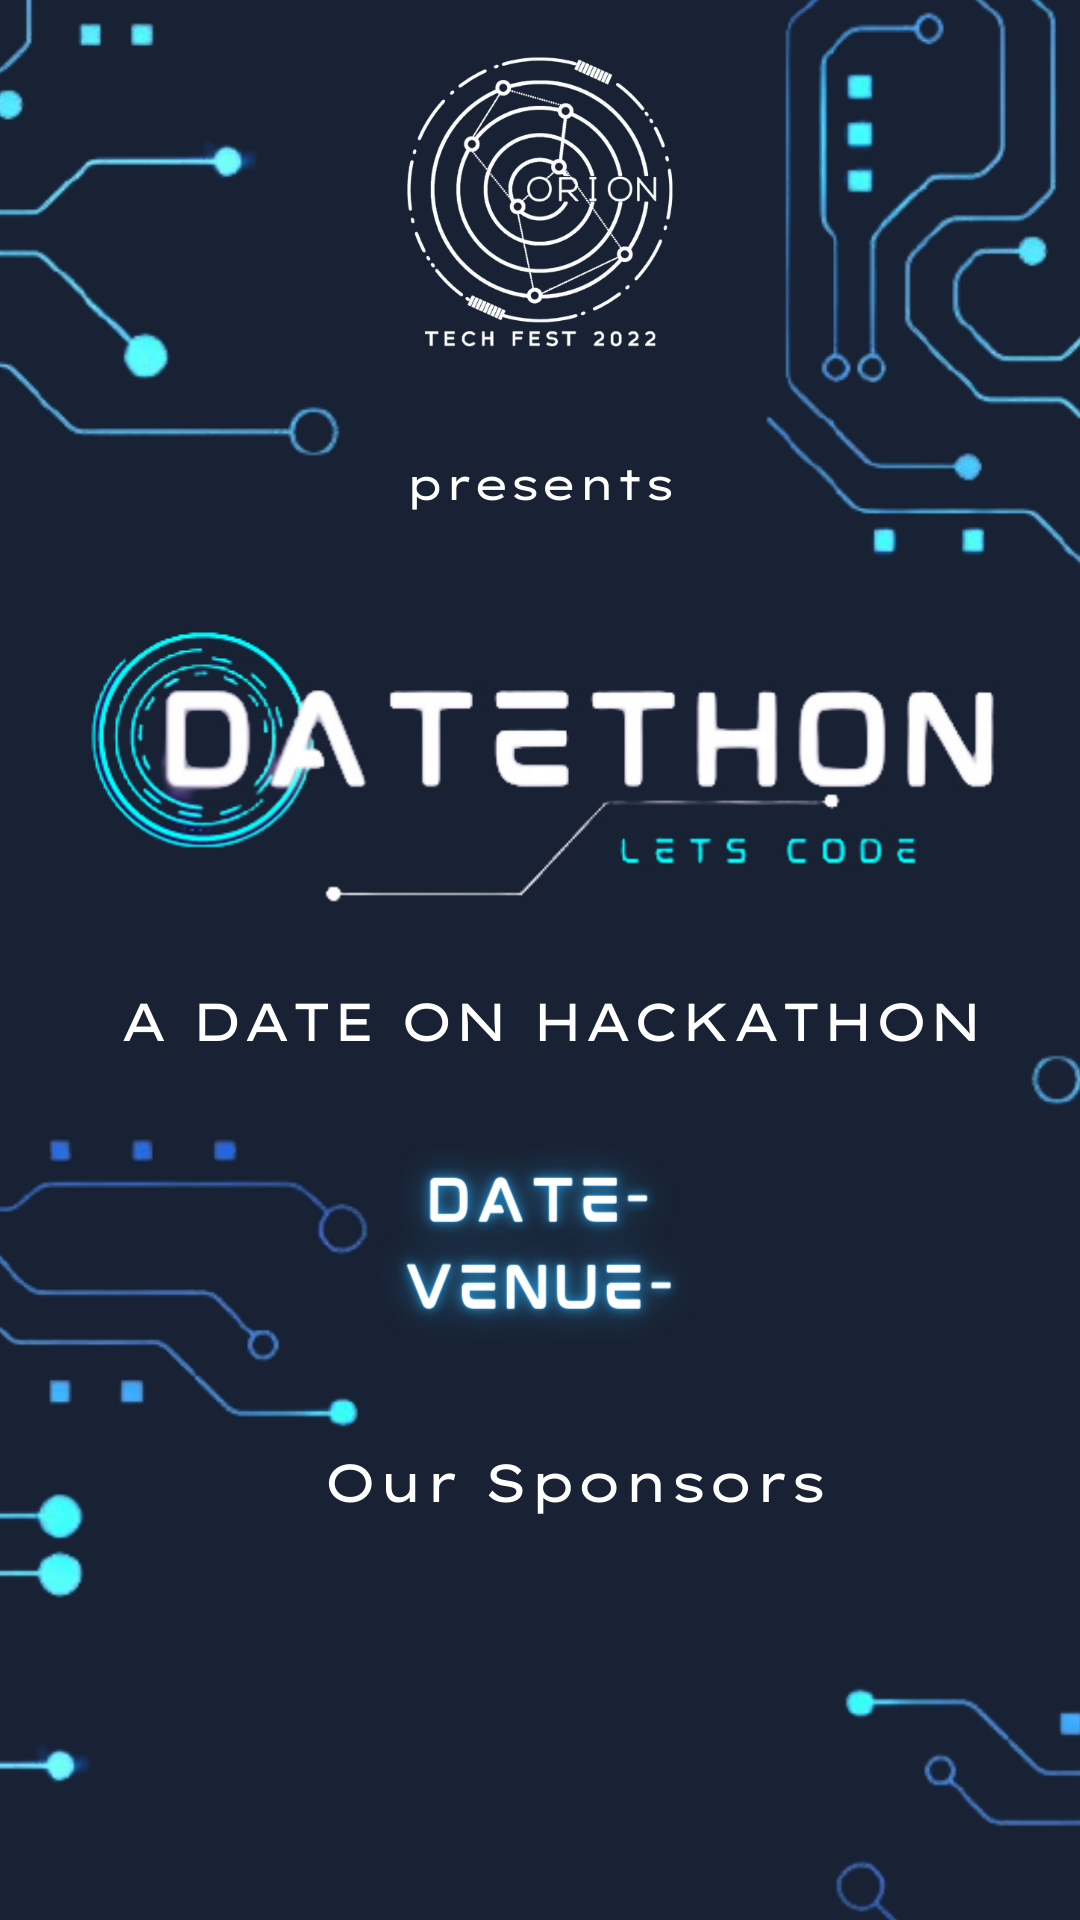 ORION
TECH FEST 2022
presents
DATETHON
LETS CODE
A DATE ON HACKATHON
DATE-
VENUE-
Our Sponsors